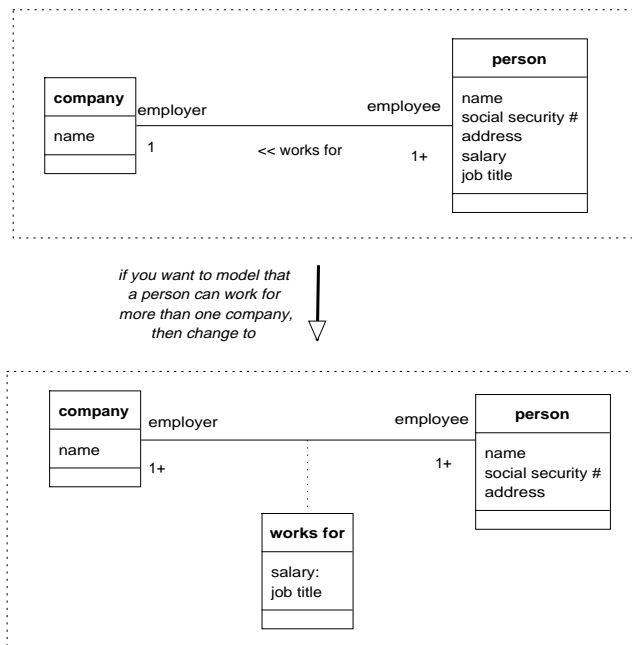 person
company
employer
employee
name
name
social security #
address
salary
job title
1
<< works for
1+
if you want to model that
a person can work for
more than one company,
then change to
company
employer
employee
person
name
1+
1+
name
social security #
address
works for
salary:
job title